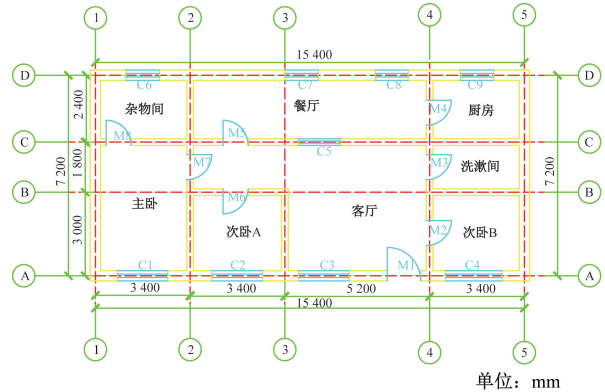 1 2 3 4 5
15 400
D D
C6 C7 C8 C9
杂物间 餐厅 M4 厨房
2 400
M8 M5
C C
C5
M7 M3 洗漱间
7 200 1 800 7 200
B B
主卧 M6 客厅
3 000 次卧A M2 次卧B
C1 C2 C3 M1 C4
A A
3 400 3 400 5 200 3 400
15 400
1 2 3 4 5
单位：mm